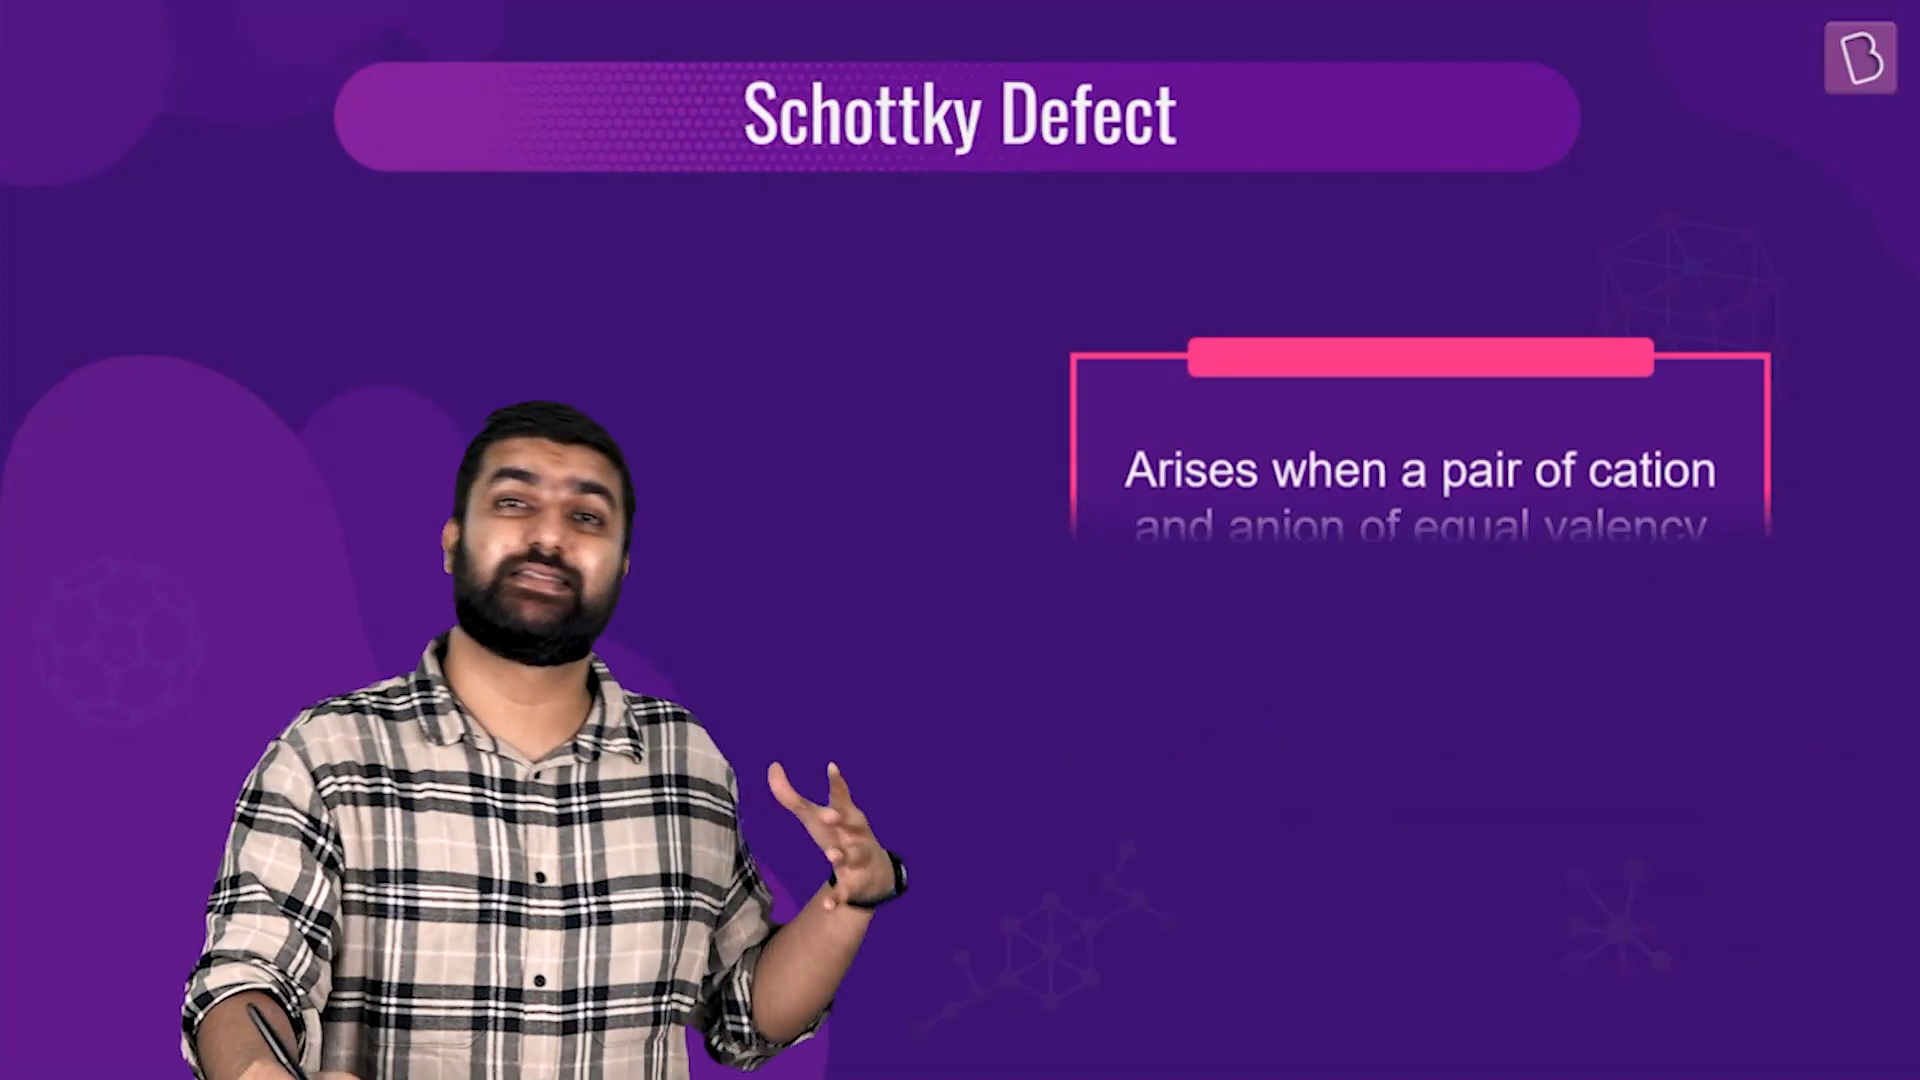 Schottky Defect
Arises when a pair of cation
and anion of equal valency